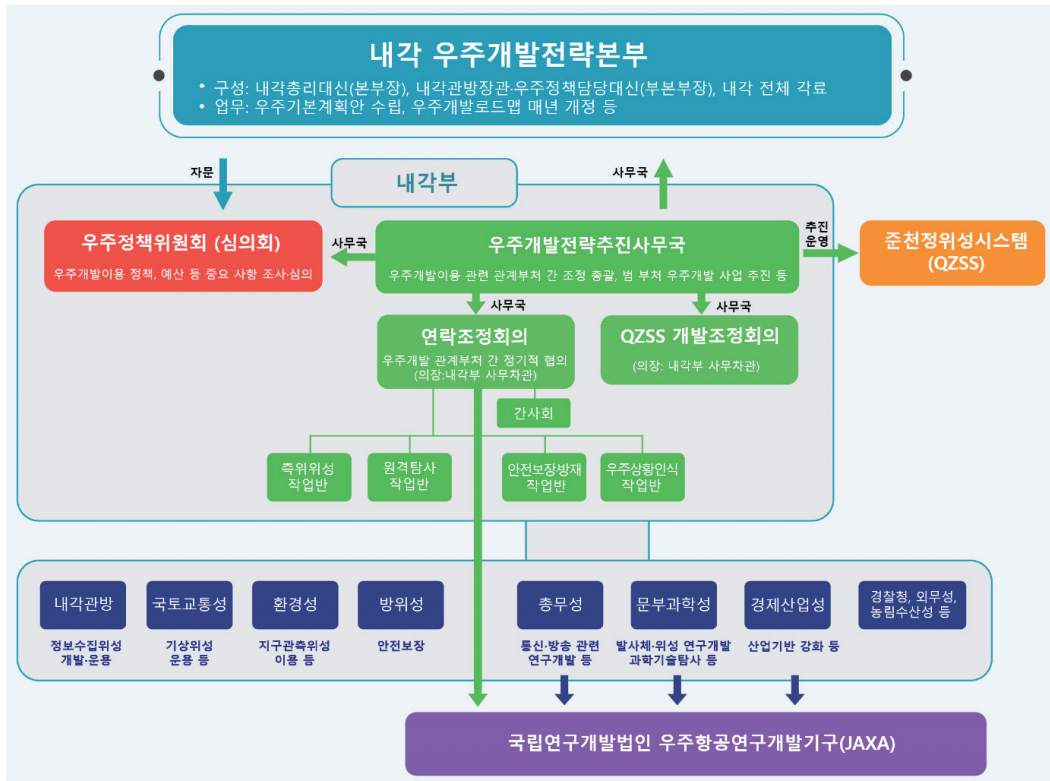 내각 우주개발전략본부
• 구성: 내각총리대신(본부장), 내각관방장관·우주정책담당대신(부본부장), 내각 전체 각료
• 업무: 우주기본계획안 수립, 우주개발로드맵 매년 개정 등
자문
사무국
내각부
우주정책위원회 (심의회)
우주개발이용 정책, 예산 등 중요 사항 조사·심의
사무국
우주개발전략추진사무국
우주개발이용 관련 관계부처 간 조정 총괄, 범 부처 우주개발 사업 추진 등
추진
운영
준천정위성시스템
(QZSS)
사무국
사무국
연락조정회의
우주개발 관계부처 간 정기적 협의
(의장:내각부 사무차관)
QZSS 개발조정회의
(의장: 내각부 사무차관)
간사회
측위위성
작업반
원격탐사
작업반
안전보장방재
작업반
우주상황인식
작업반
내각관방
국토교통성
환경성
방위성
총무성
문부과학성
경제산업성
경찰청, 외무성,
농림수산성 등
정보수집위성
개발·운용
기상위성
운용 등
지구관측위성
이용 등
안전보장
통신·방송 관련
연구개발 등
발사체·위성 연구개발
과학기술탐사 등
산업기반 강화 등
국립연구개발법인 우주항공연구개발기구(JAXA)